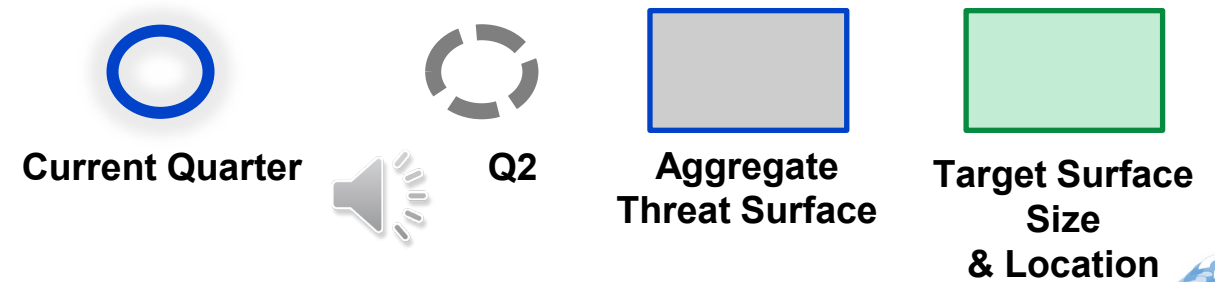 Current Quarter
Q2
Aggregate
Threat Surface
Target Surface
Size
& Location